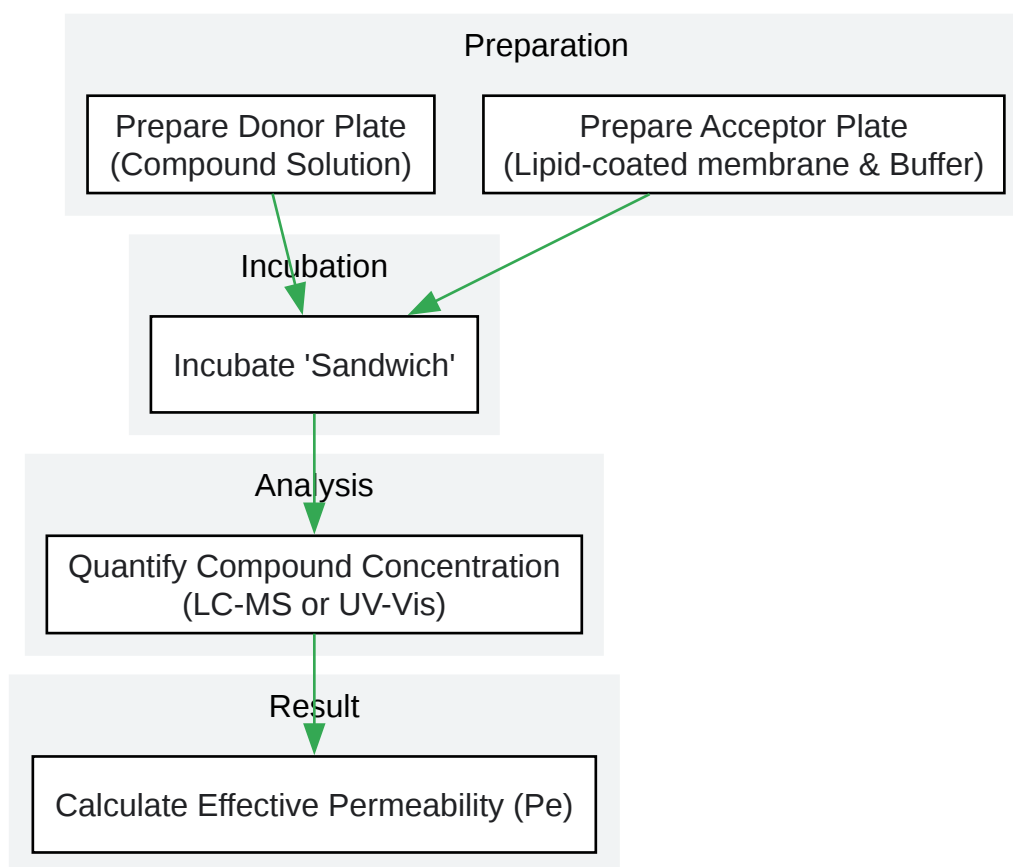 Preparation
Prepare Donor Plate
(Compound Solution)
Prepare Acceptor Plate
(Lipid-coated membrane & Buffer)
Incubation
Incubate 'Sandwich'
Analysis
Quantify Compound Concentration
(LC-MS or UV-Vis)
Result
Calculate Effective Permeability (Pe)